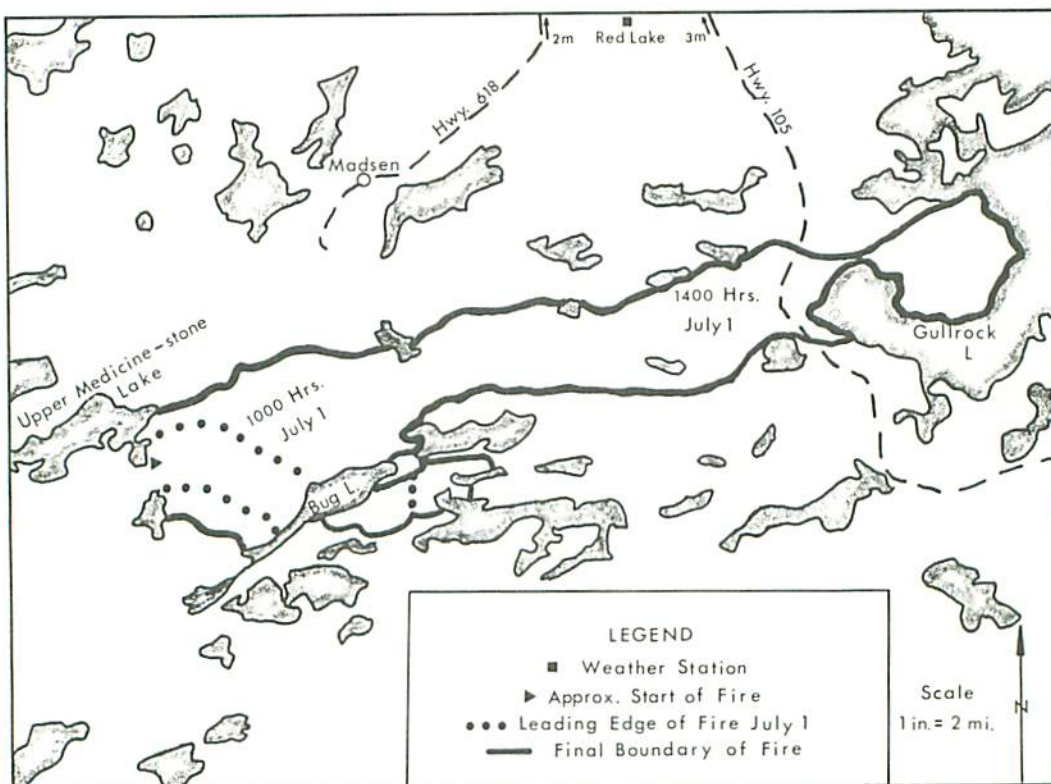 2m Red Lake 3m
Hwy. 618
Hwy. 105
Madsen
1400 Hrs.
July 1
Gullrock
L
Upper Medicine-stone
Lake
1000 Hrs.
July 1
Bug L.
LEGEND
Weather Station
Approx. Start of Fire
Leading Edge of Fire July 1
Final Boundary of Fire
Scale
1 in. = 2 mi.
N